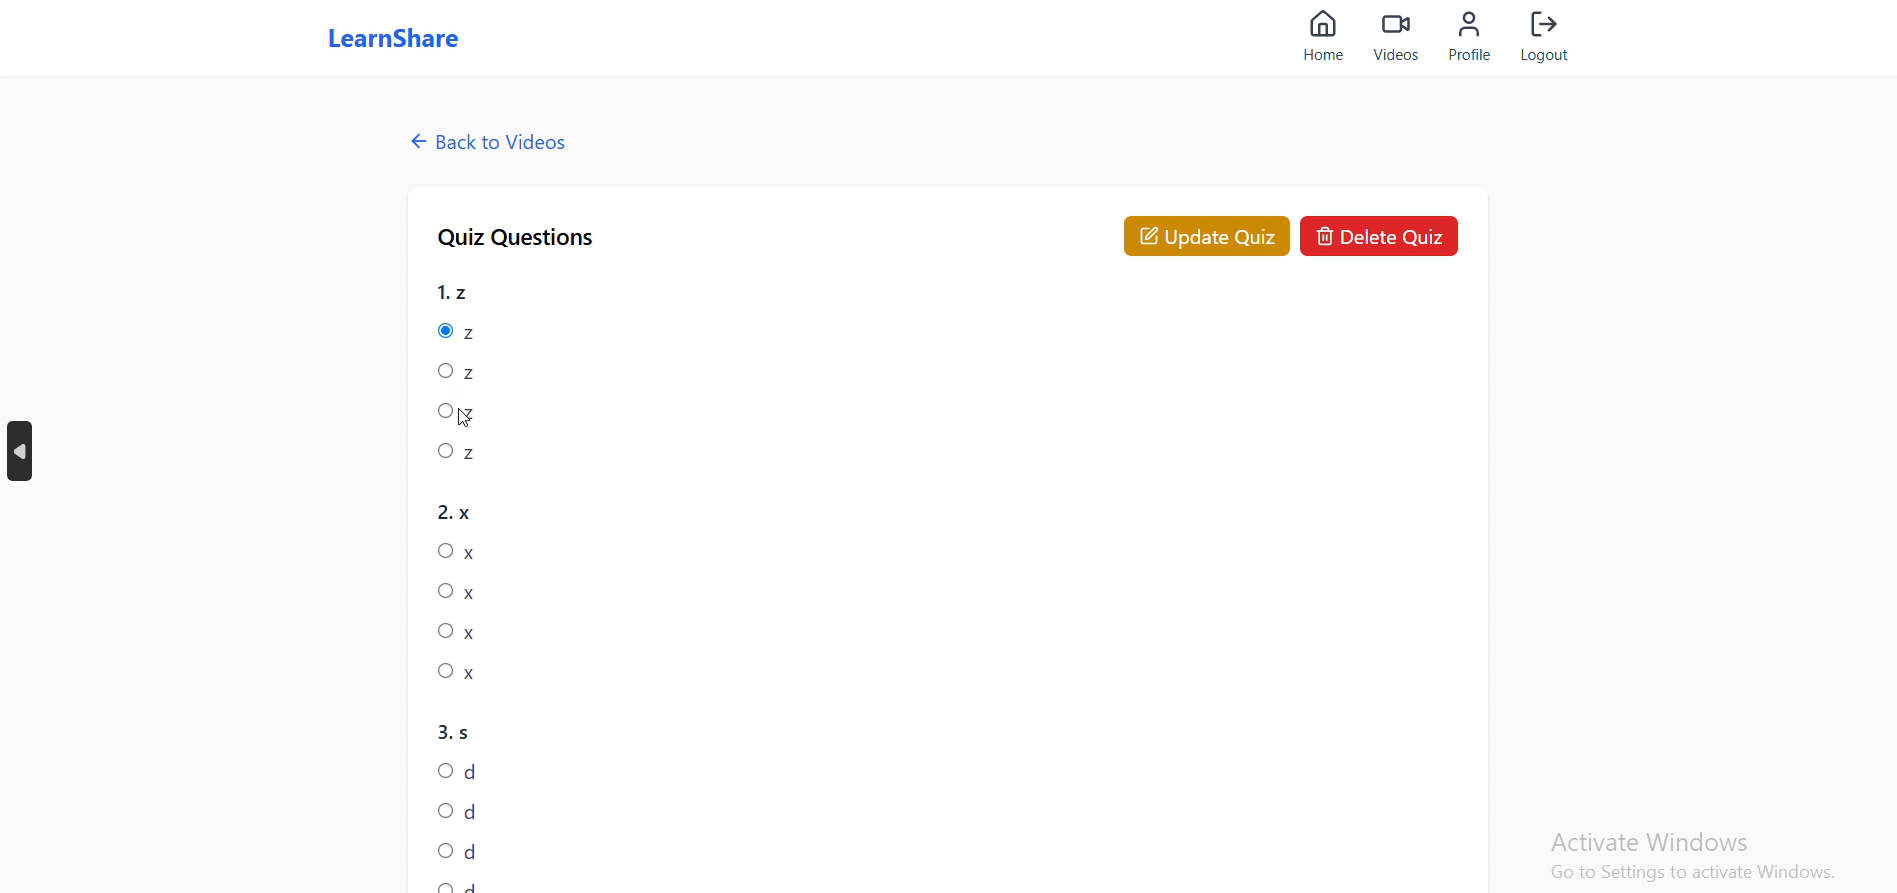 LearnShare
Home
Videos
Profile
Logout
Back to Videos
Quiz Questions
Update Quiz
Delete Quiz
1. z
z
z
z
z
2. x
x
x
x
x
3. s
d
d
d
d
Activate Windows
Go to Settings to activate Windows.